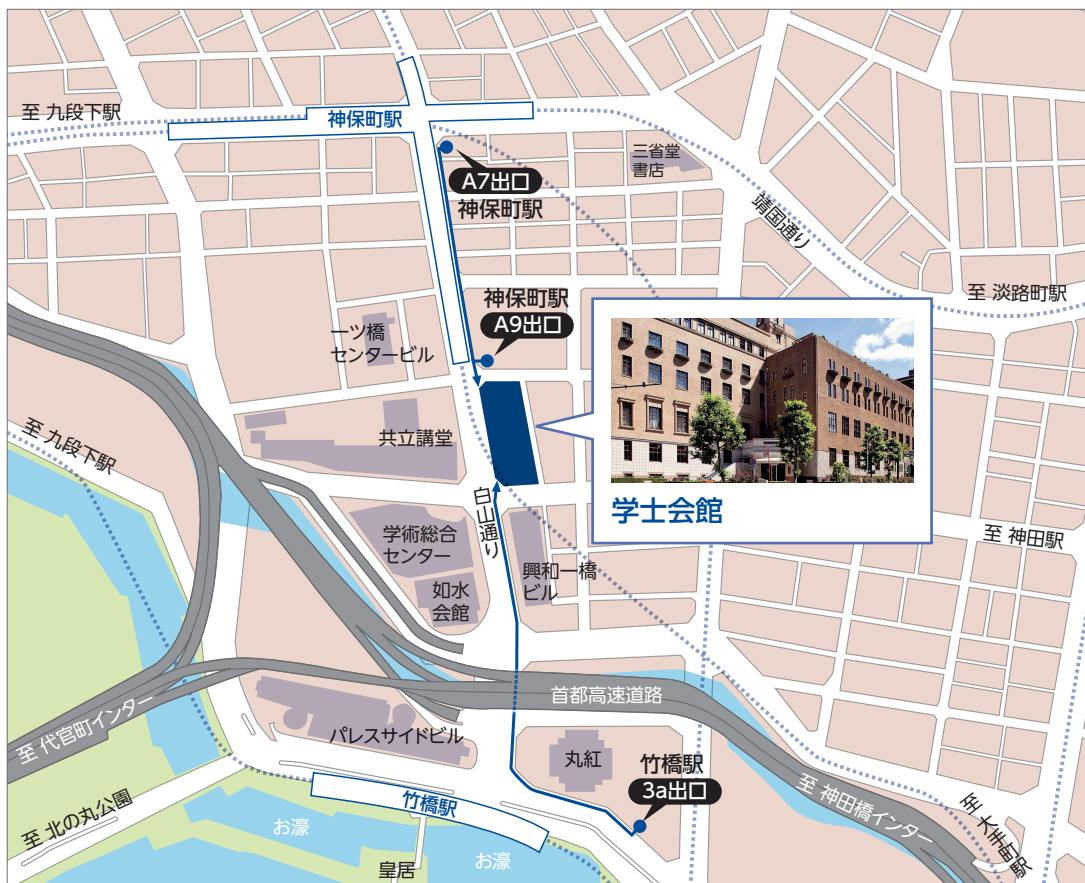 至 九段下駅
神保町駅
A7出口
神保町駅
三省堂
書店
靖国通り
至 淡路町駅
神保町駅
A9出口
一ツ橋
センタービル
至 九段下駅
共立講堂
白山通り
学士会館
学術総合
センター
如水
会館
興和一橋
ビル
至 神田駅
首都高速道路
至 代官町インター
パレスサイドビル
丸紅
竹橋駅
3a出口
竹橋駅
至 神田橋インター
至 大手町駅
至 北の丸公園
お濠
お濠
皇居